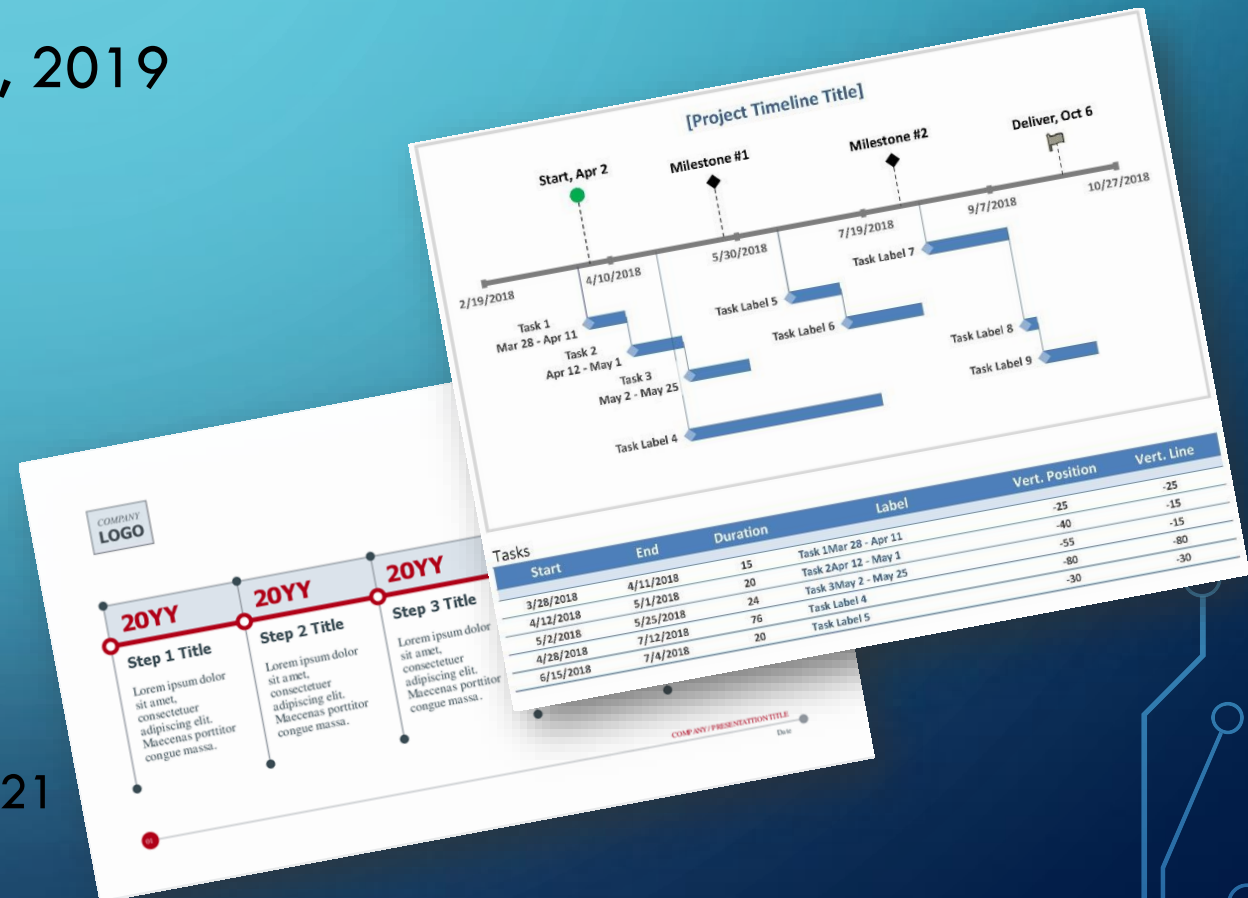 , 2019
[Project Timeline Title]
Start, Apr 2
Milestone #1
Milestone #2
Deliver, Oct 6
2/19/2018
4/10/2018
5/30/2018
7/19/2018
9/7/2018
10/27/2018
Task 1
Mar 28 - Apr 11
Task 2
Apr 12 - May 1
Task 3
May 2 - May 25
Task Label 4
Task Label 5
Task Label 6
Task Label 7
Task Label 8
Task Label 9
Tasks
Start End Duration Label Vert. Position Vert. Line
3/28/2018 4/11/2018 15 Task 1Mar 28 - Apr 11 -25 -25
4/12/2018 5/1/2018 20 Task 2Apr 12 - May 1 -40 -15
5/2/2018 5/25/2018 24 Task 3May 2 - May 25 -55 -15
4/28/2018 7/12/2018 76 Task Label 4 -80 -80
6/15/2018 7/4/2018 20 Task Label 5 -30 -30
COMPANY
LOGO
20YY
20YY
20YY
Step 1 Title
Lorem ipsum dolor
sit amet,
consectetuer
adipiscing elit.
Maecenas porttitor
congue massa.
Step 2 Title
Lorem ipsum dolor
sit amet,
consectetuer
adipiscing elit.
Maecenas porttitor
congue massa.
Step 3 Title
Lorem ipsum dolor
sit amet,
consectetuer
adipiscing elit.
Maecenas porttitor
congue massa.
COMPANY / PRESENTATION TITLE
Date
21